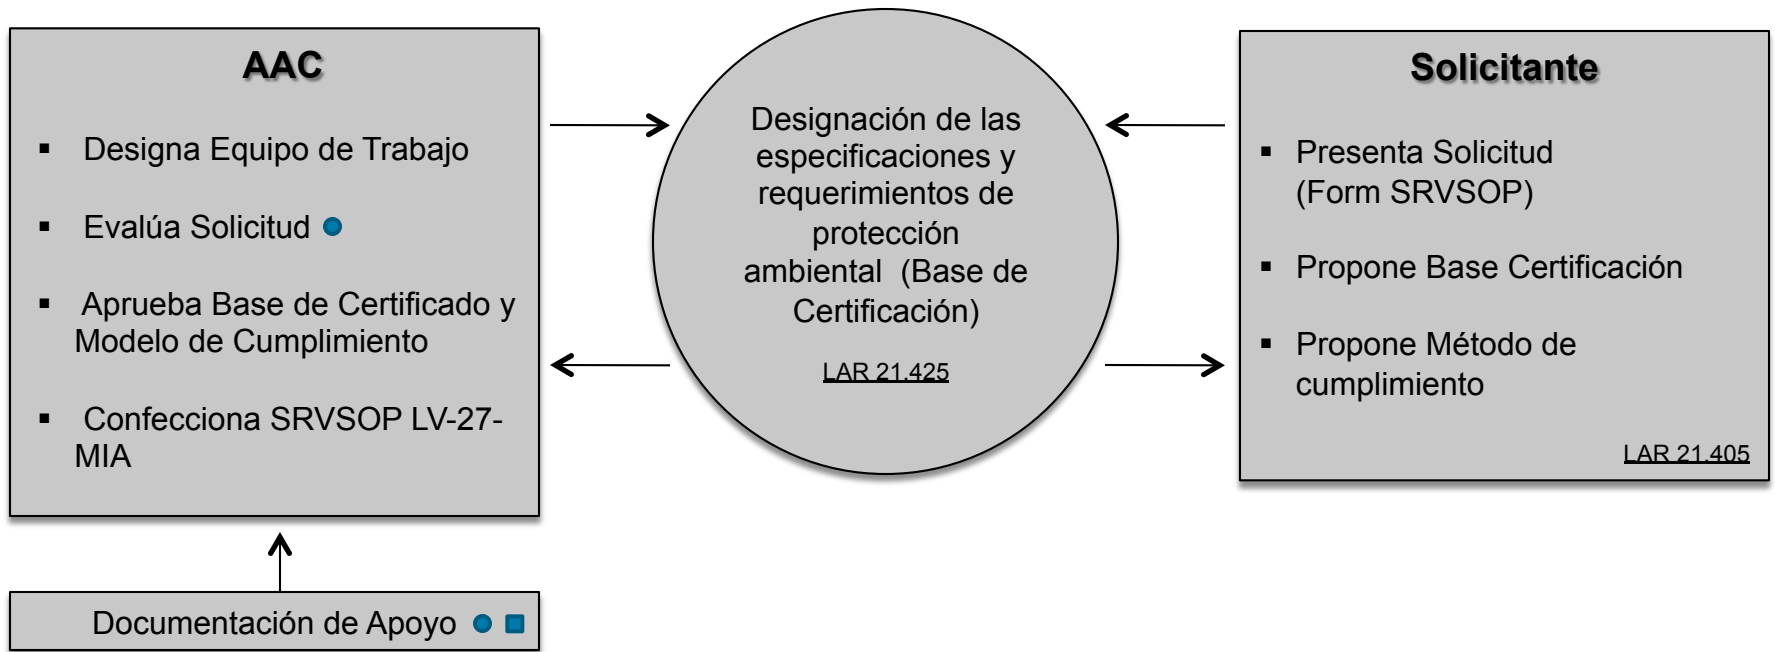 AAC
▪ Designa Equipo de Trabajo
▪ Evalúa Solicitud
▪ Aprueba Base de Certificado y
Modelo de Cumplimiento
▪ Confecciona SRVSOP LV-27-
MIA
Documentación de Apoyo
Designación de las
especificaciones y
requerimientos de
protección
ambiental (Base de
Certificación)
LAR 21.425
Solicitante
▪ Presenta Solicitud
(Form SRVSOP)
▪ Propone Base Certificación
▪ Propone Método de
cumplimiento
LAR 21.405